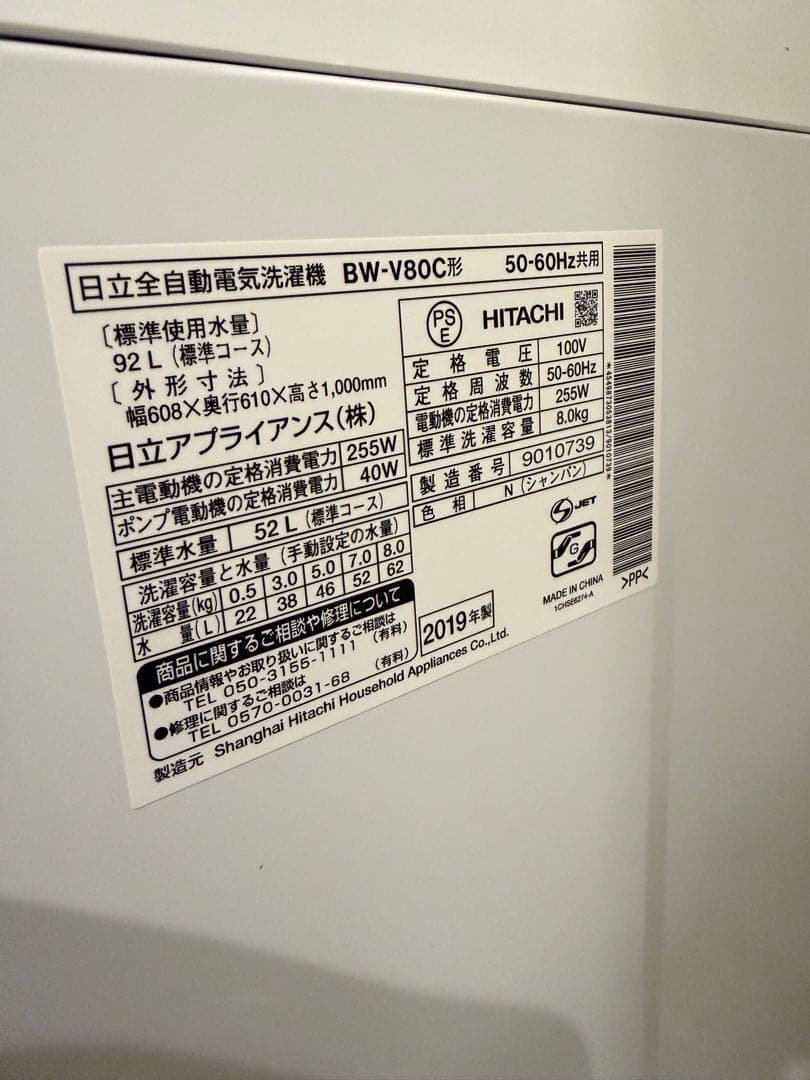 日立全自動電気洗濯機 BW-V80C形 50-60Hz共用
〔標準使用水量〕
92 L (標準コース)
〔外形寸法〕
幅608×奥行610×高さ1,000mm
日立アプライアンス(株)
主電動機の定格消費電力 255W
ポンプ電動機の定格消費電力 40W
標準水量 52 L (標準コース)
洗濯容量と水量 (手動設定の水量)
洗濯容量(kg) 0.5 3.0 5.0 7.0 8.0
水量(L) 22 38 46 52 62
商品に関するご相談や修理について
●商品情報やお取り扱いに関するご相談は
TEL 050-3155-1111 (有料)
●修理に関するご相談は
TEL 0570-0031-68 (有料)
2019年製
製造元 Shanghai Hitachi Household Appliances Co.,Ltd.
PS
E
HITACHI
定格電圧 100V
定格周波数 50-60Hz
電動機の定格消費電力 255W
標準洗濯容量 8.0kg
製造番号 9010739
色相 N (シャンパン)
S JET
G
MADE IN CHINA
1CHSE6274-A
*4549873053813/9010739*
>PP<